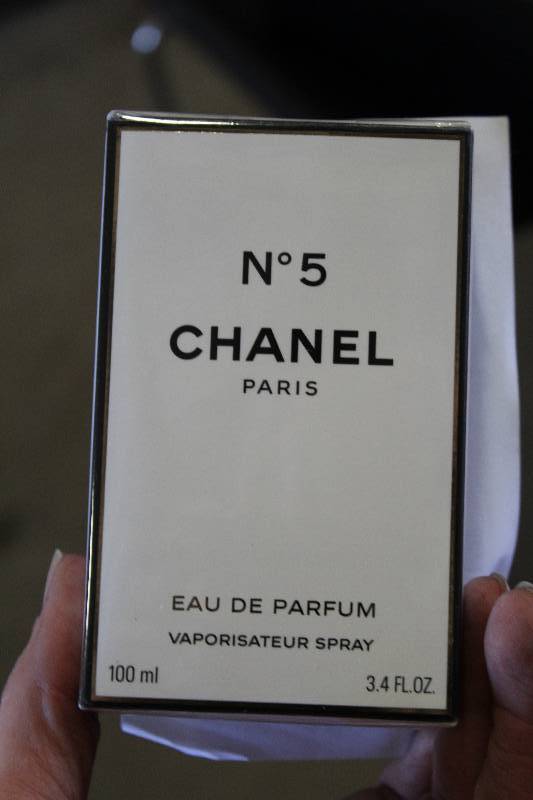 N°5
CHANEL
PARIS
EAU DE PARFUM
VAPORISATEUR SPRAY
100 ml
3.4 FL.OZ.